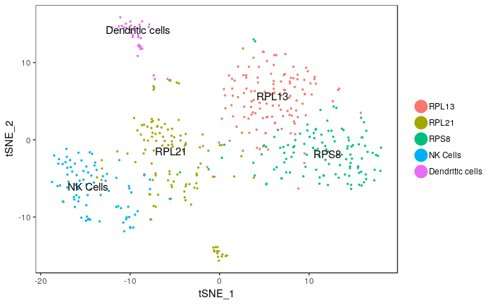 Dendritic cells
RPL13
RPL21
RPS8
NK Cells
tSNE_2
10
0
-10
-20
-10
0
10
tSNE_1
RPL13
RPL21
RPS8
NK Cells
Dendritic cells